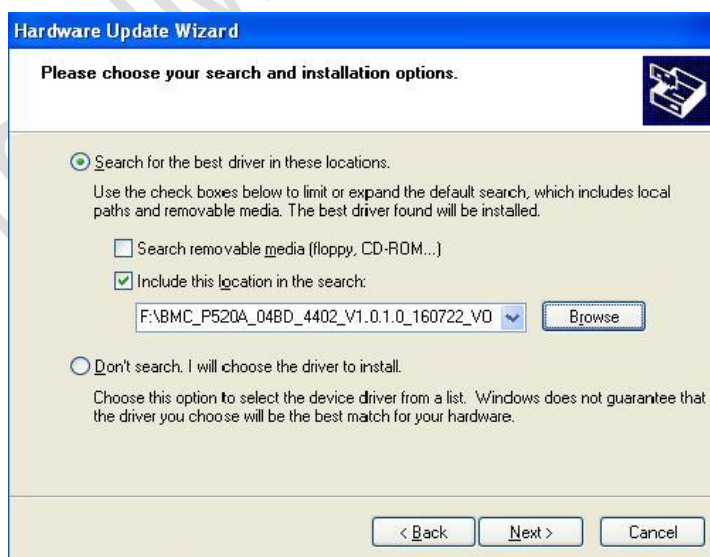 Hardware Update Wizard
Please choose your search and installation options.
Search for the best driver in these locations.
Use the check boxes below to limit or expand the default search, which includes local
paths and removable media. The best driver found will be installed.
Search removable media (floppy, CD-ROM...)
Include this location in the search:
F:\BMC_P520A_04BD_4402_V1.0.1.0_160722_VO
Browse
Don't search. I will choose the driver to install.
Choose this option to select the device driver from a list. Windows does not guarantee that
the driver you choose will be the best match for your hardware.
< Back Next > Cancel